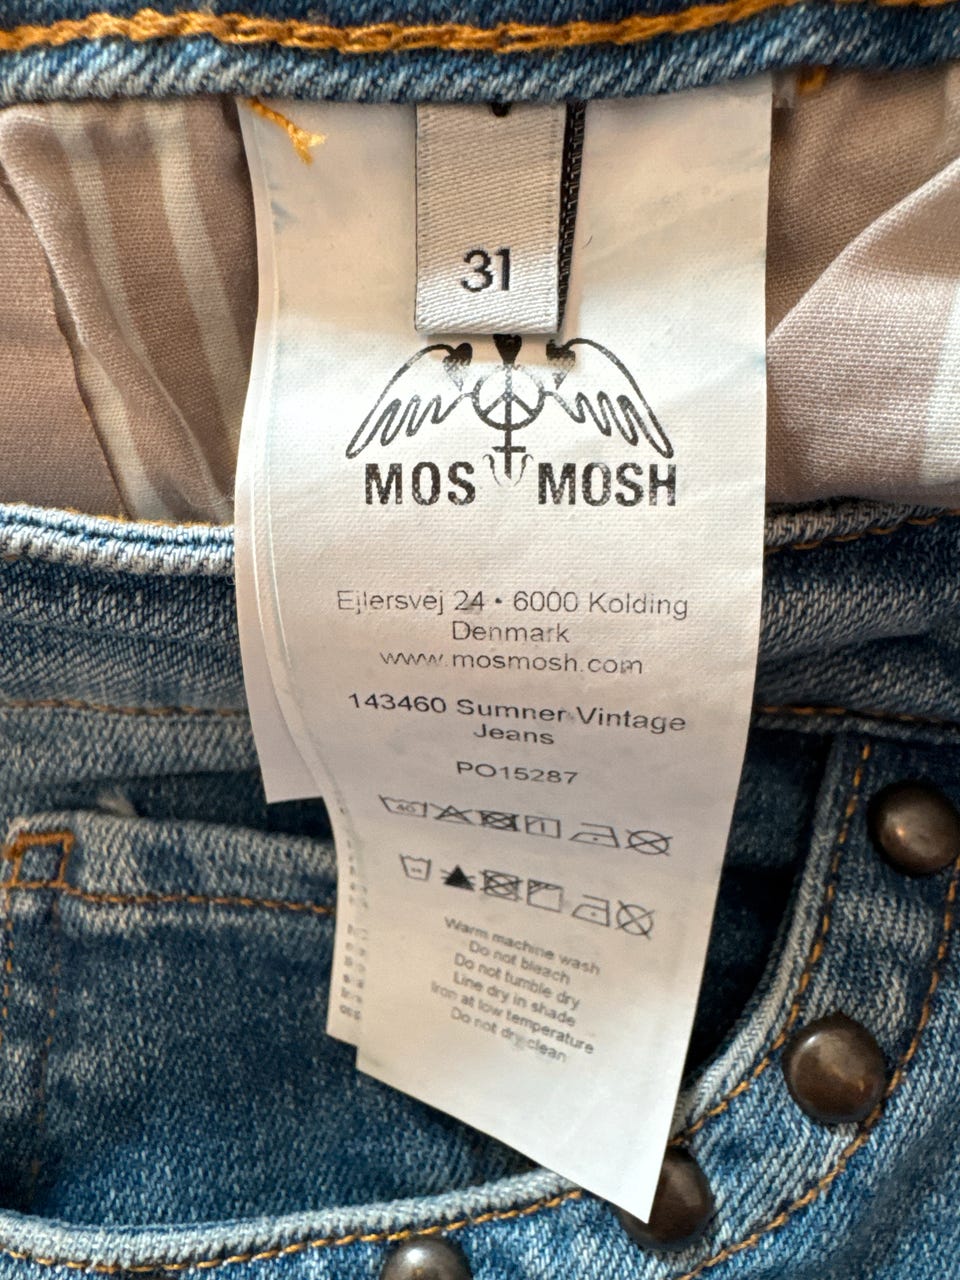 31
MOS MOSH
Ejlersvej 24 • 6000 Kolding
Denmark
www.mosmosh.com
143460 Sumner Vintage
Jeans
PO15287
40
Warm machine wash
Do not bleach
Do not tumble dry
Line dry in shade
Iron at low temperature
Do not dry clean